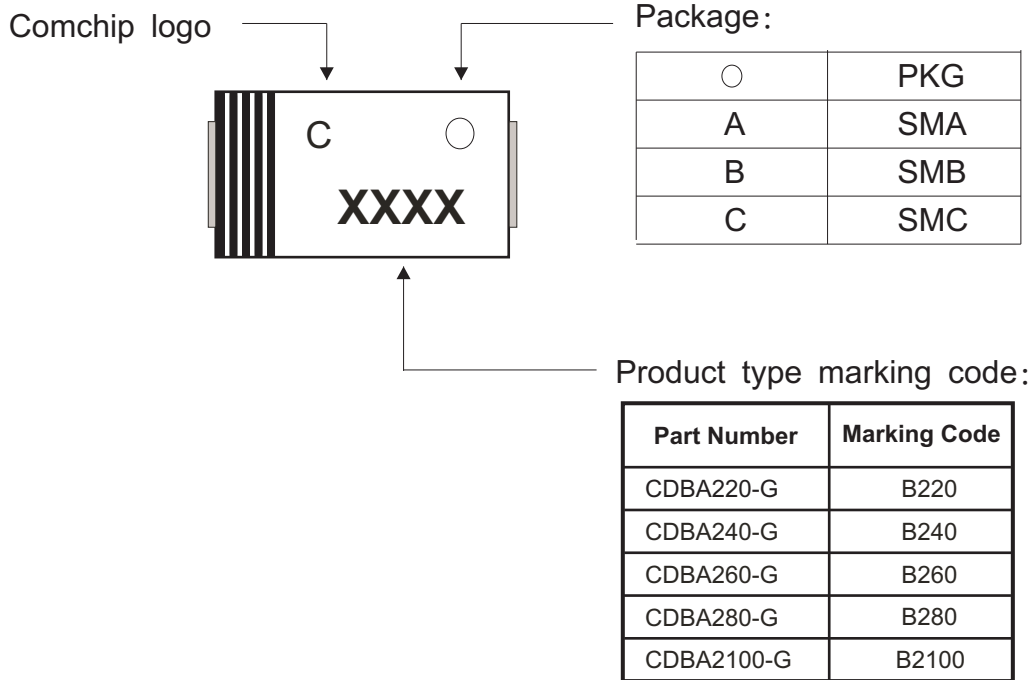 Comchip logo
Package:
○ PKG
A SMA
B SMB
C SMC
C ○
XXXX
Product type marking code:
Part Number Marking Code
CDBA220-G B220
CDBA240-G B240
CDBA260-G B260
CDBA280-G B280
CDBA2100-G B2100